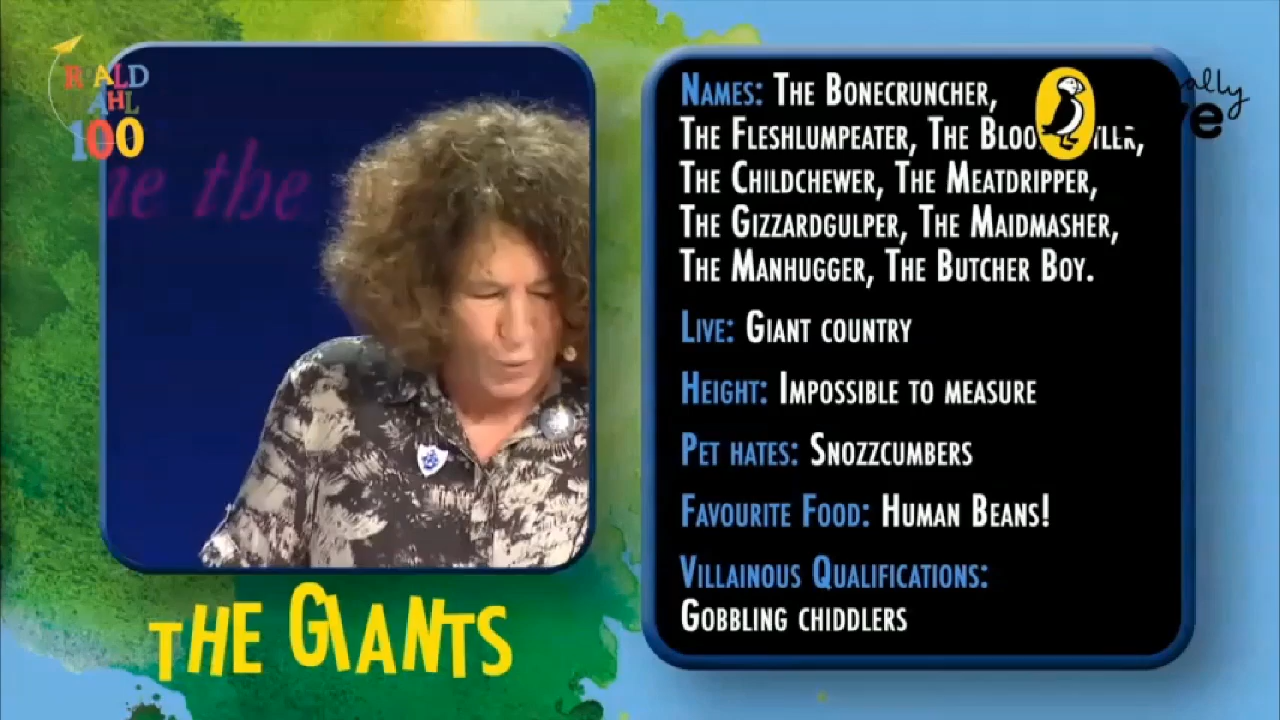 ROALD
DAHL
100
the
NAMES: THE BONECRUNCHER,
THE FLESHLUMPEATER, THE
THE CHILDCHEWER, THE MEATDRIPPER,
THE GIZZARDGULPER, THE MAIDMASHER,
THE MANHUGGER, THE BUTCHER BOY.
LIVE: GIANT COUNTRY
HEIGHT: IMPOSSIBLE TO MEASURE
PET HATES: SNOZZCUMBERS
FAVOURITE FOOD: HUMAN BEANS!
VILLAINOUS QUALIFICATIONS:
GOBBLING CHIDDLERS
THE GIANTS